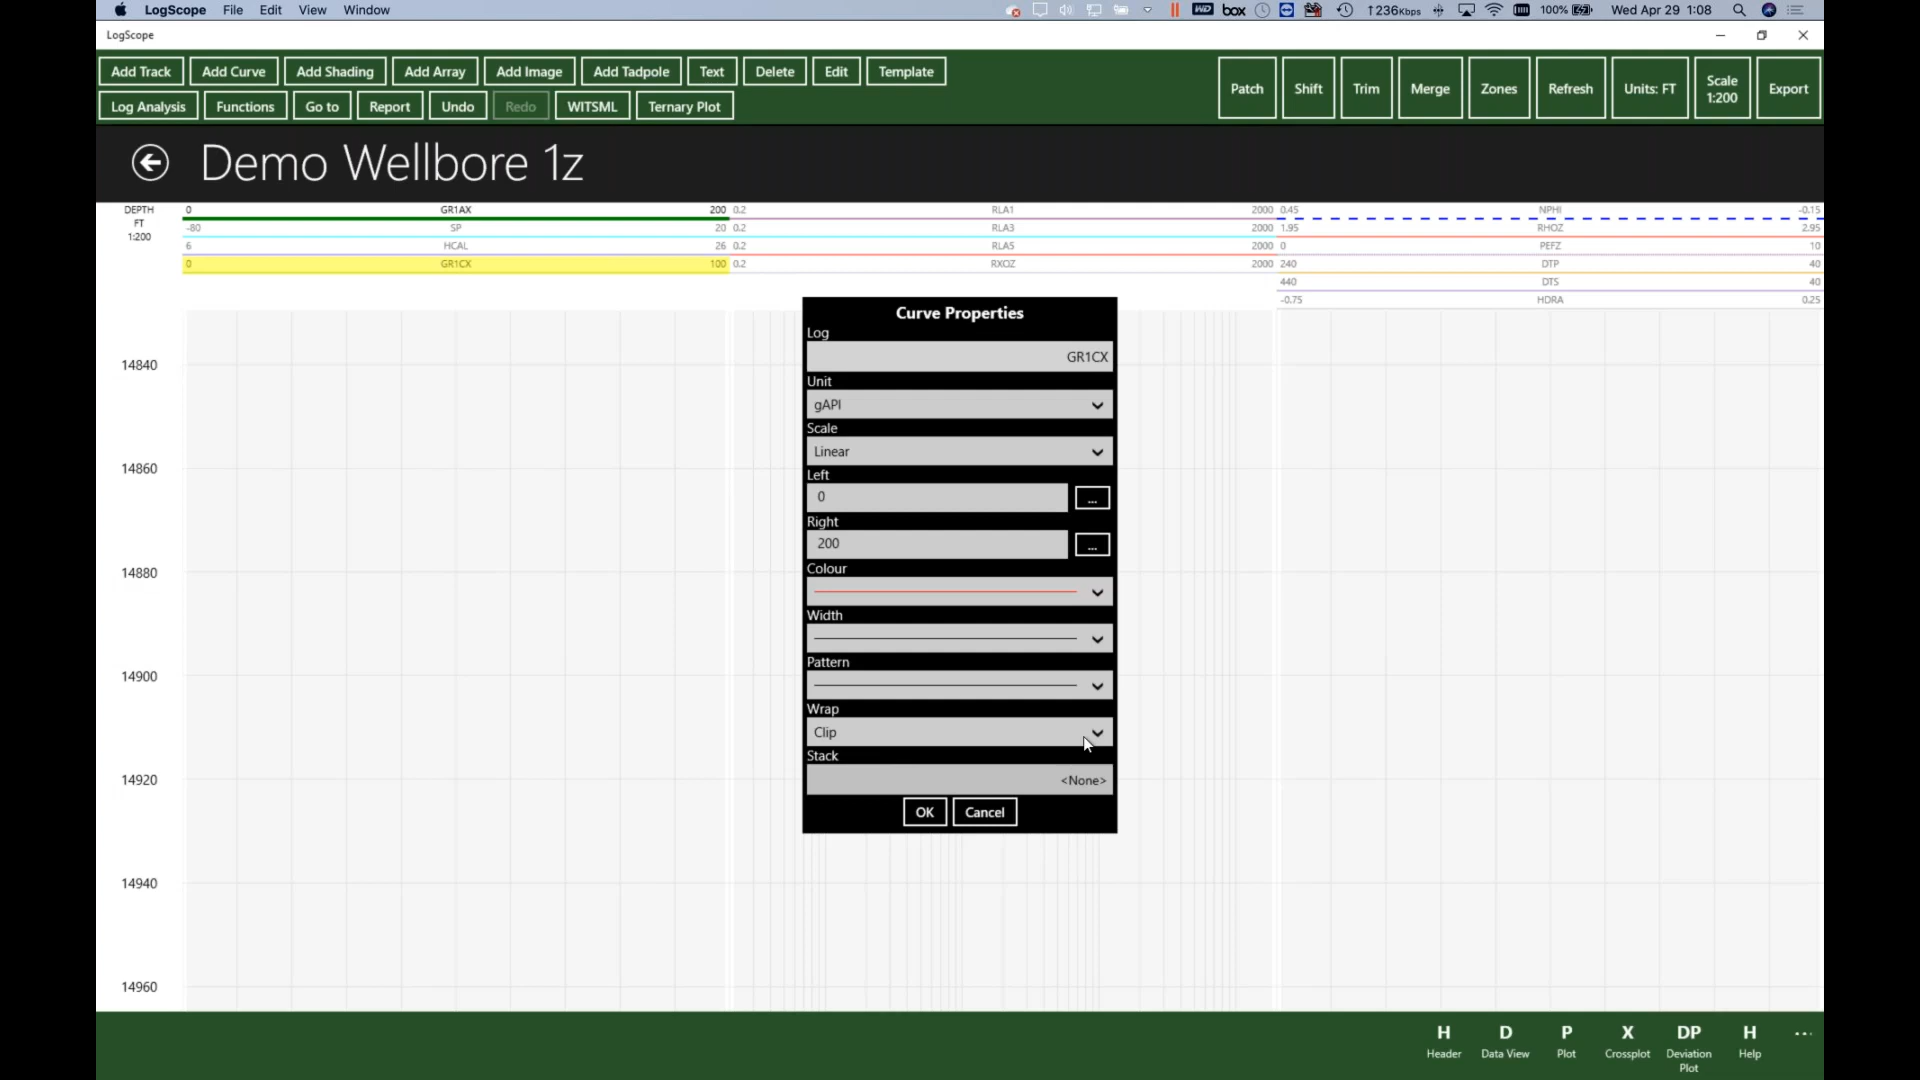 LogScope File Edit View Window
WD box 1236Kbps 100% Wed Apr 29 1:08
LogScope
Add Track Add Curve Add Shading Add Array Add Image Add Tadpole Text Delete Edit Template
Log Analysis Functions Go to Report Undo Redo WITSML Ternary Plot
Patch Shift Trim Merge Zones Refresh Units: FT Scale 1:200 Export
Demo Wellbore 1z
DEPTH
FT
1:200
0 GR1AX 200
-80 SP 20
6 HCAL 26
0 GR1CX 100
0.2 RLA1 2000
0.2 RLA3 2000
0.2 RLA5 2000
0.2 RXOZ 2000
0.45 NPHI -0.15
1.95 RHOZ 2.95
0 PEFZ 10
240 DTP 40
440 DTS 40
-0.75 HDRA 0.25
14840
14860
14880
14900
14920
14940
14960
Curve Properties
Log
GR1CX
Unit
gAPI
Scale
Linear
Left
0 ...
Right
200 ...
Colour
Width
Pattern
Wrap
Clip
Stack
<None>
OK Cancel
H D P X DP H ...
Header Data View Plot Crossplot Deviation Plot Help